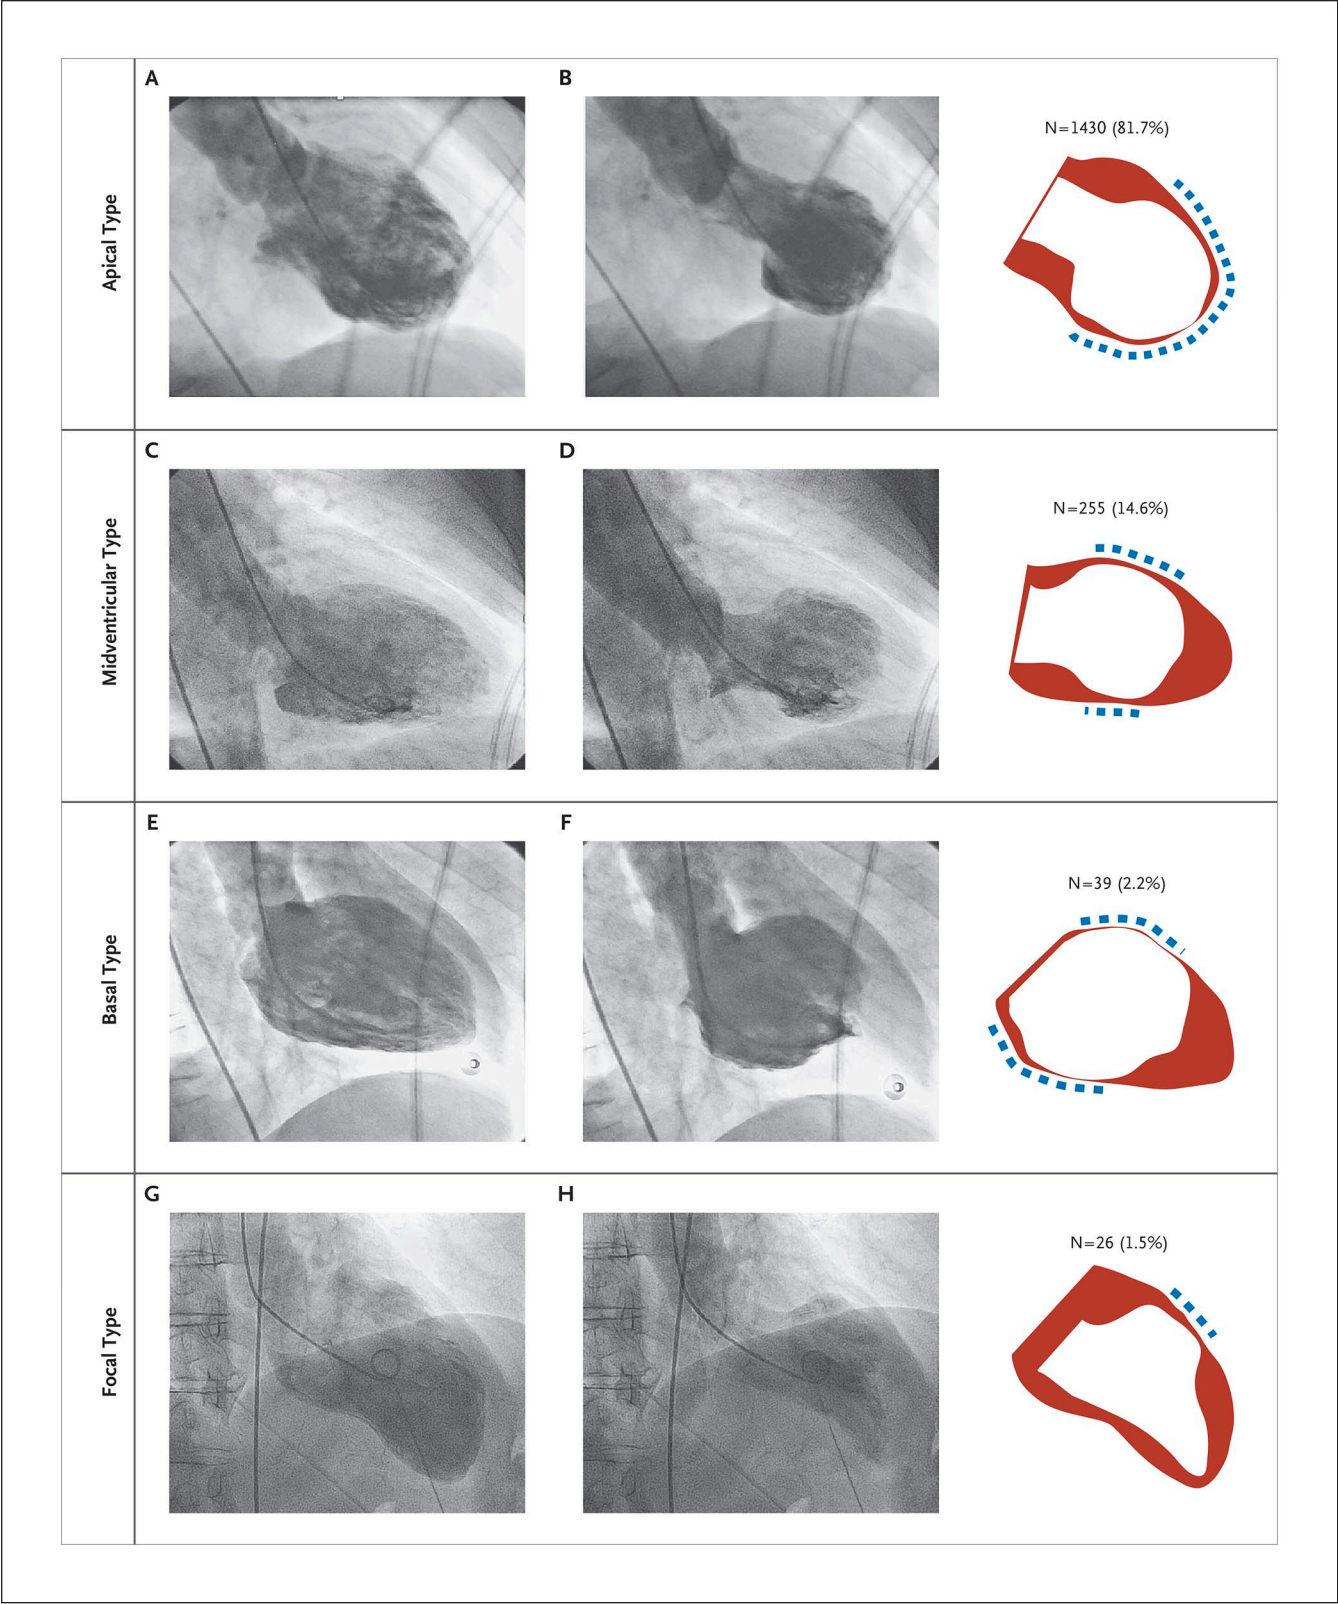 Apical Type
A
B
N=1430 (81.7%)
Midventricular Type
C
D
N=255 (14.6%)
Basal Type
E
F
N=39 (2.2%)
Focal Type
G
H
N=26 (1.5%)